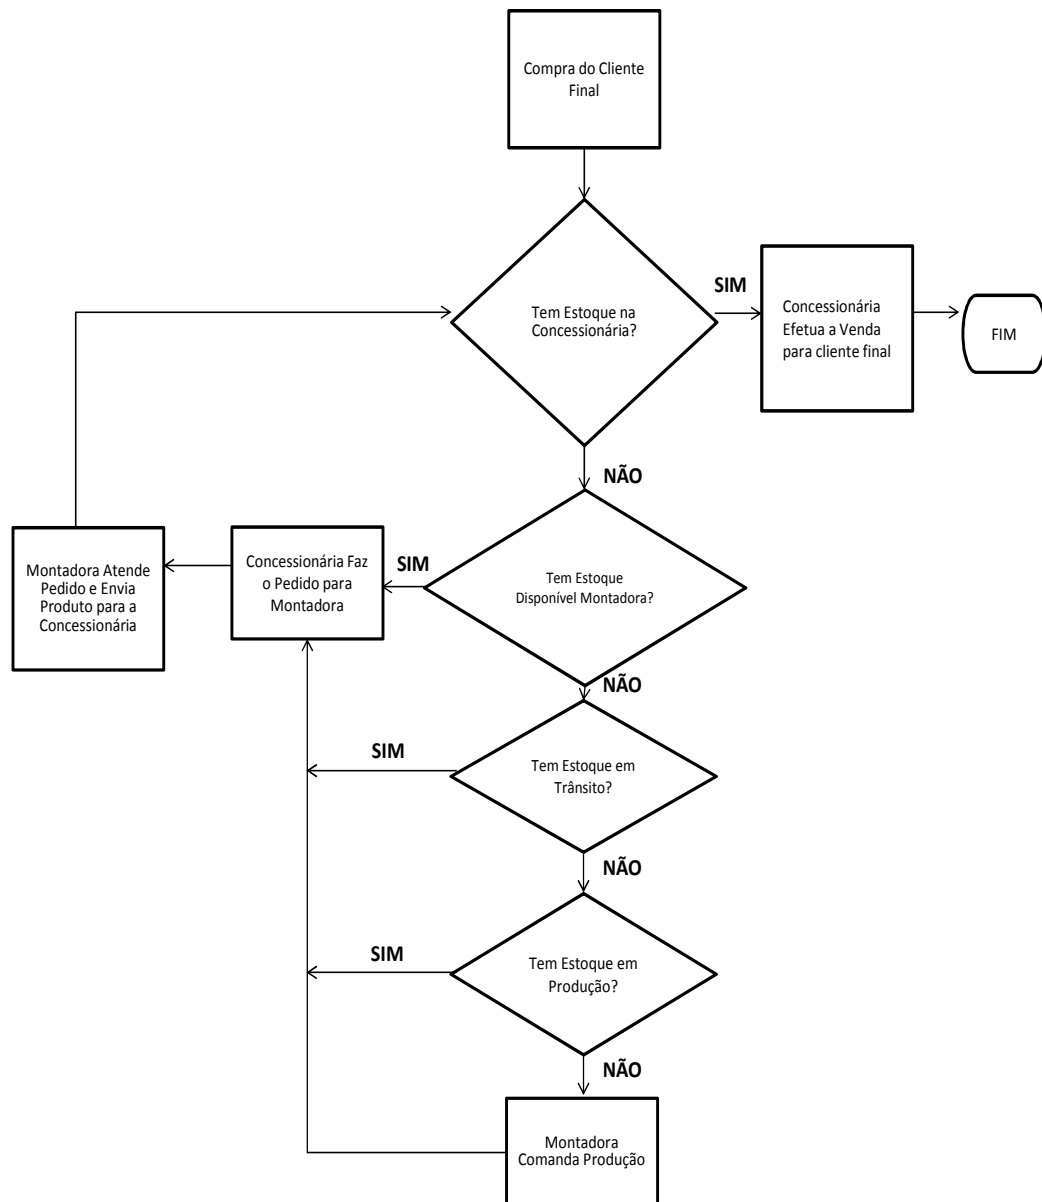 Compra do Cliente
Final
Tem Estoque na
Concessionária?
SIM
Concessionária
Efetua a Venda
para cliente final
FIM
NÃO
Montadora Atende
Pedido e Envia
Produto para a
Concessionária
Concessionária Faz
o Pedido para
Montadora
SIM
Tem Estoque
Disponível Montadora?
NÃO
SIM
Tem Estoque em
Trânsito?
NÃO
SIM
Tem Estoque em
Produção?
NÃO
Montadora
Comanda Produção